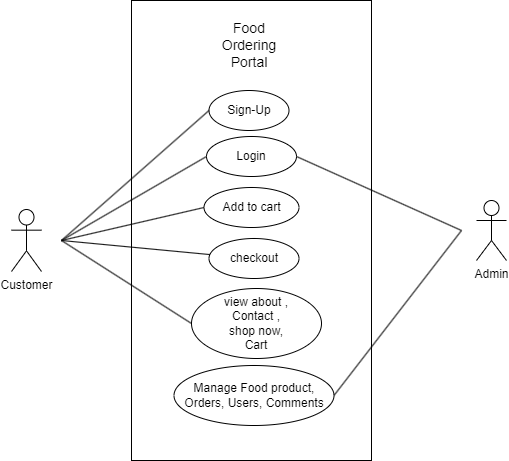 Food
Ordering
Portal
Sign-Up
Login
Add to cart
checkout
view about ,
Contact ,
shop now,
Cart
Manage Food product,
Orders, Users, Comments
Customer
Admin